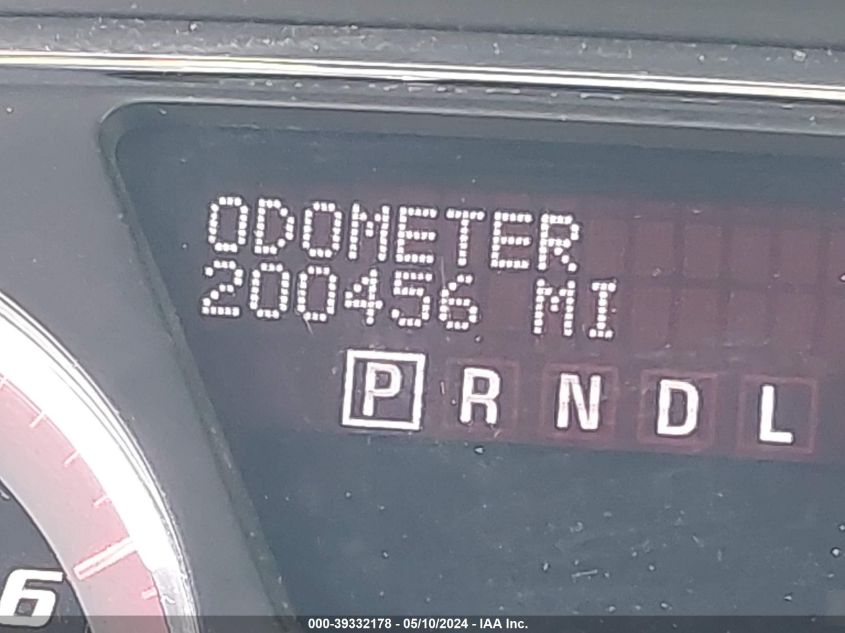 ODOMETER
200456 MI
P R N D L
6
000-39332178 - 05/10/2024 - IAA Inc.